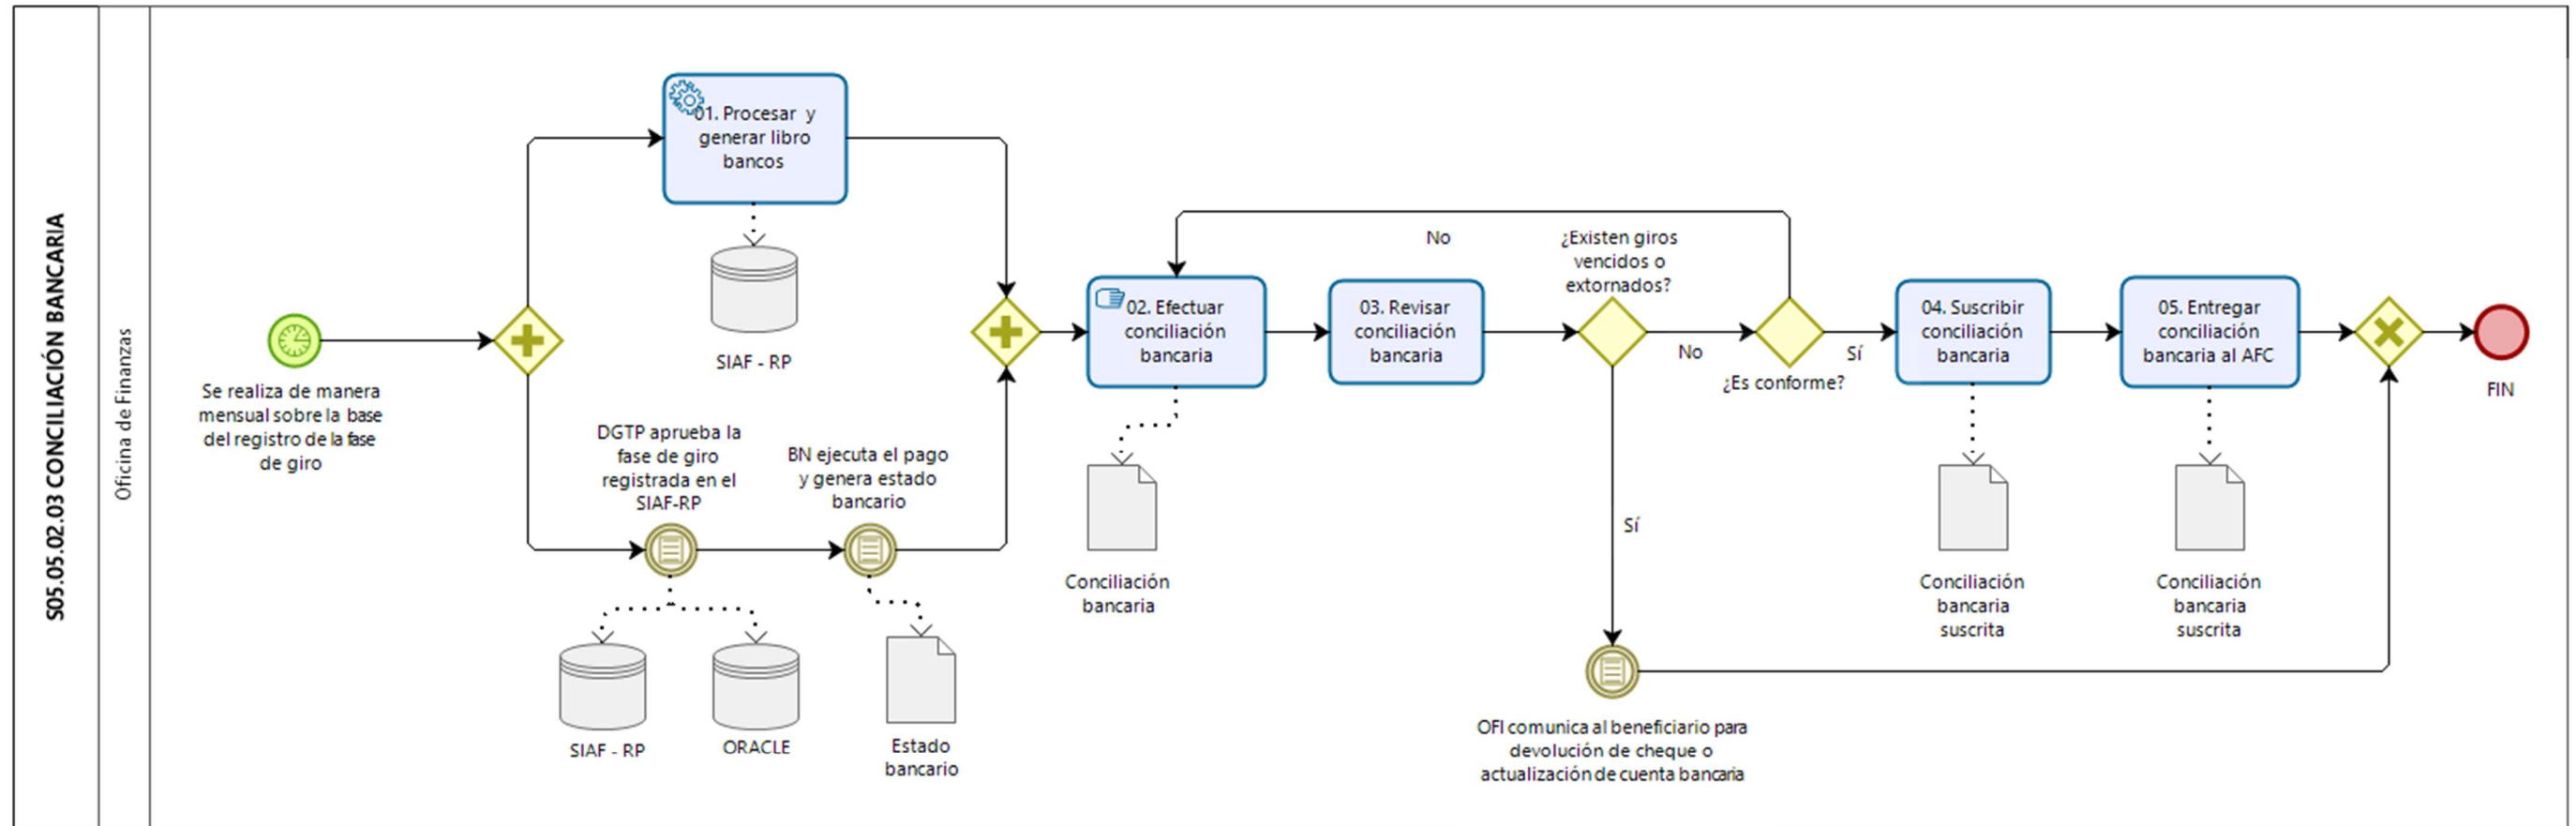 S05.05.02.03 CONCILIACIÓN BANCARIA
Oficina de Finanzas
Se realiza de manera
mensual sobre la base
del registro de la fase
de giro
01. Procesar y
generar libro
bancos
SIAF - RP
DGTP aprueba la
fase de giro
registrada en el
SIAF-RP
SIAF - RP
ORACLE
BN ejecuta el pago
y genera estado
bancario
Estado
bancario
02. Efectuar
conciliación
bancaria
Conciliación
bancaria
03. Revisar
conciliación
bancaria
¿Existen giros
vencidos o
extornados?
No
Sí
OFI comunica al beneficiario para
devolución de cheque o
actualización de cuenta bancaria
¿Es conforme?
No
Sí
04. Suscribir
conciliación
bancaria
Conciliación
bancaria
suscrita
05. Entregar
conciliación
bancaria al AFC
Conciliación
bancaria
suscrita
FIN